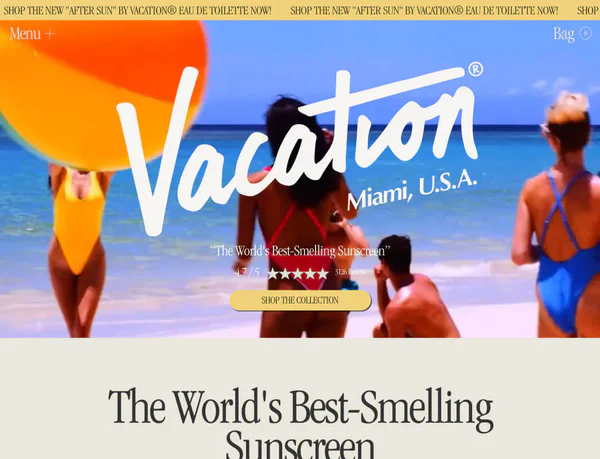 SHOP THE NEW "AFTER SUN" BY VACATION® EAU DE TOILETTE NOW! SHOP THE NEW "AFTER SUN" BY VACATION® EAU DE TOILETTE NOW! SHOP
Menu +
Bag 0
Vacation®
Miami, U.S.A.
“The World's Best-Smelling Sunscreen”
4.7 / 5 ★★★★★
SHOP THE COLLECTION
The World's Best-Smelling
Sunscreen